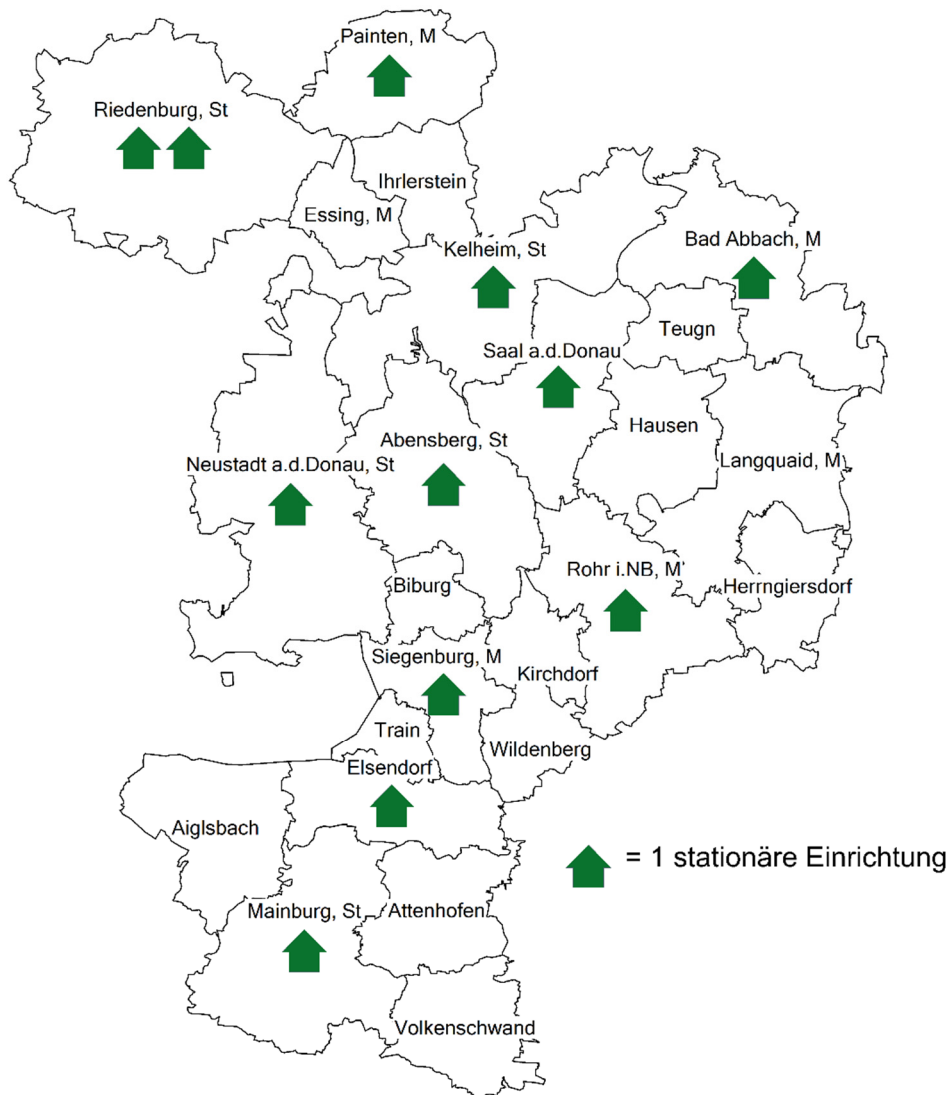 Painten, M
Riedenburg, St
Ihrlerstein
Essing, M
Kelheim, St
Bad Abbach, M
Teugn
Saal a.d.Donau
Hausen
Abensberg, St
Neustadt a.d.Donau, St
Langquaid, M
Rohr i.NB, M
Herrngiersdorf
Biburg
Siegenburg, M
Kirchdorf
Train
Wildenberg
Elsendorf
Aiglsbach
= 1 stationäre Einrichtung
Mainburg, St
Attenhofen
Volkenschwand